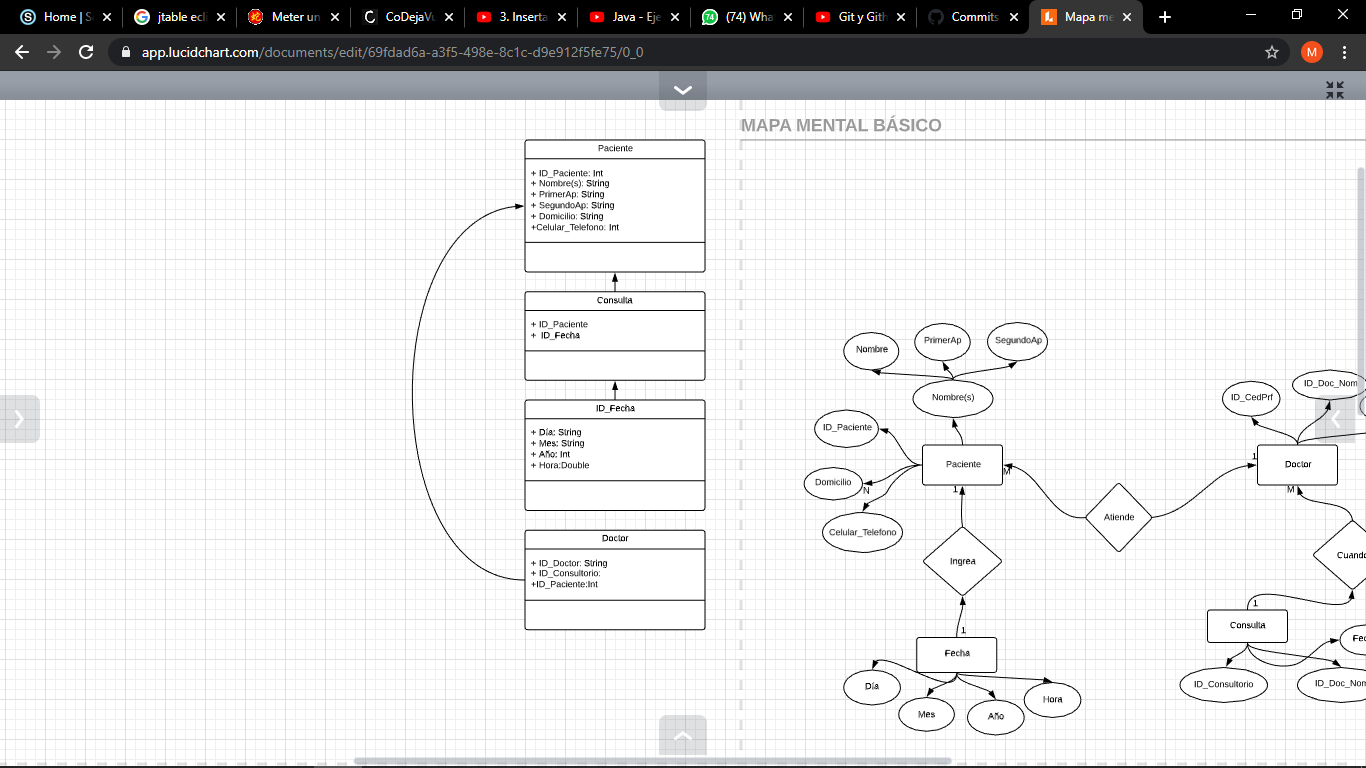 Home | S
jtable ecli
Meter un
CoDejaVu
3. Inserta
Java - Eje
(74) Wha
Git y Gith
Commits
Mapa me
app.lucidchart.com/documents/edit/69fdad6a-a3f5-498e-8c1c-d9e912f5fe75/0_0
M
MAPA MENTAL BÁSICO
Paciente
+ ID_Paciente: Int
+ Nombre(s): String
+ PrimerAp: String
+ SegundoAp: String
+ Domicilio: String
+Celular_Telefono: Int
Consulta
+ ID_Paciente
+ ID_Fecha
ID_Fecha
+ Día: String
+ Mes: String
+ Año: Int
+ Hora:Double
Doctor
+ ID_Doctor: String
+ ID_Consultorio:
+ID_Paciente:Int
Nombre
PrimerAp
SegundoAp
Nombre(s)
ID_Paciente
Domicilio
N
Celular_Telefono
Paciente
M
1
Atiende
1
Doctor
M
ID_CedPrf
ID_Doc_Nom
Ingrea
1
Fecha
Día
Mes
Año
Hora
Cuando
1
Consulta
Fec
ID_Consultorio
ID_Doc_Nom